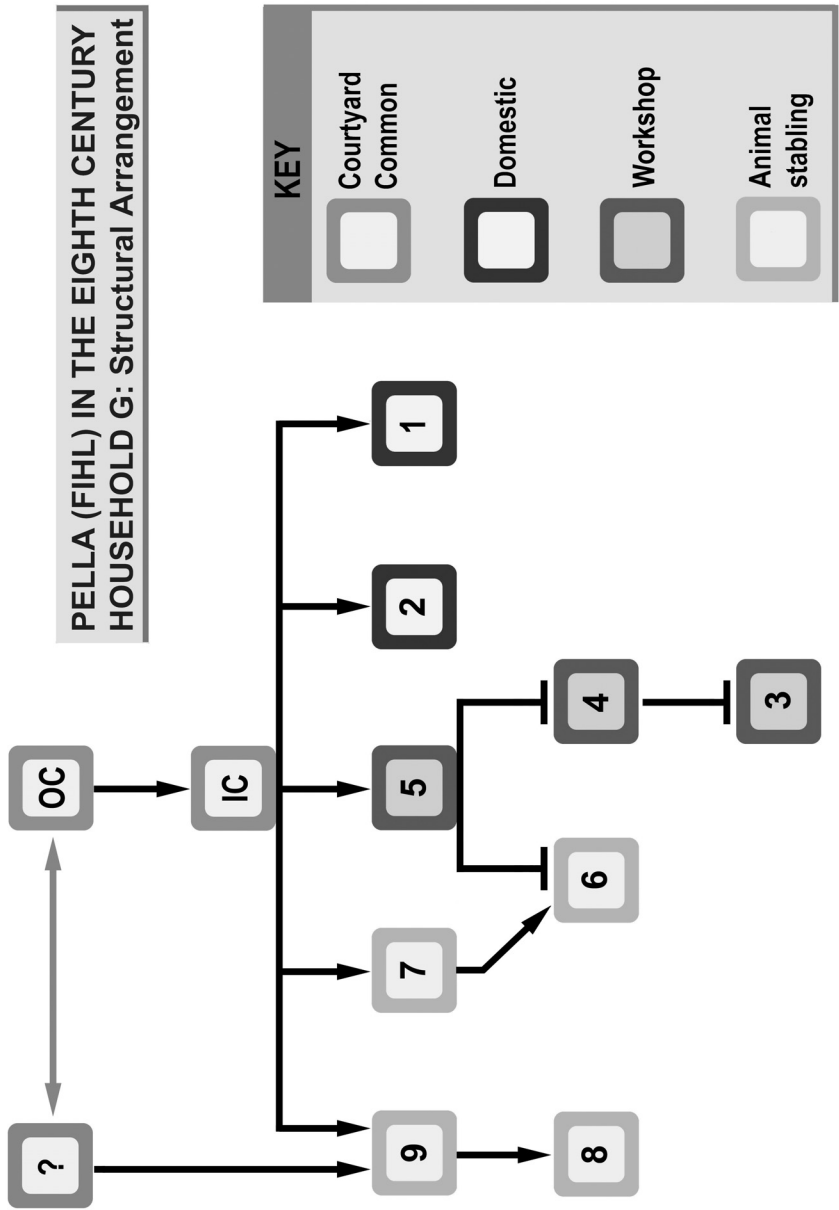 PELLA (FIHL) IN THE EIGHTH CENTURY
HOUSEHOLD G: Structural Arrangement
?
OC
IC
9
7
5
2
1
8
6
4
3
KEY
Courtyard
Common
Domestic
Workshop
Animal
stabling